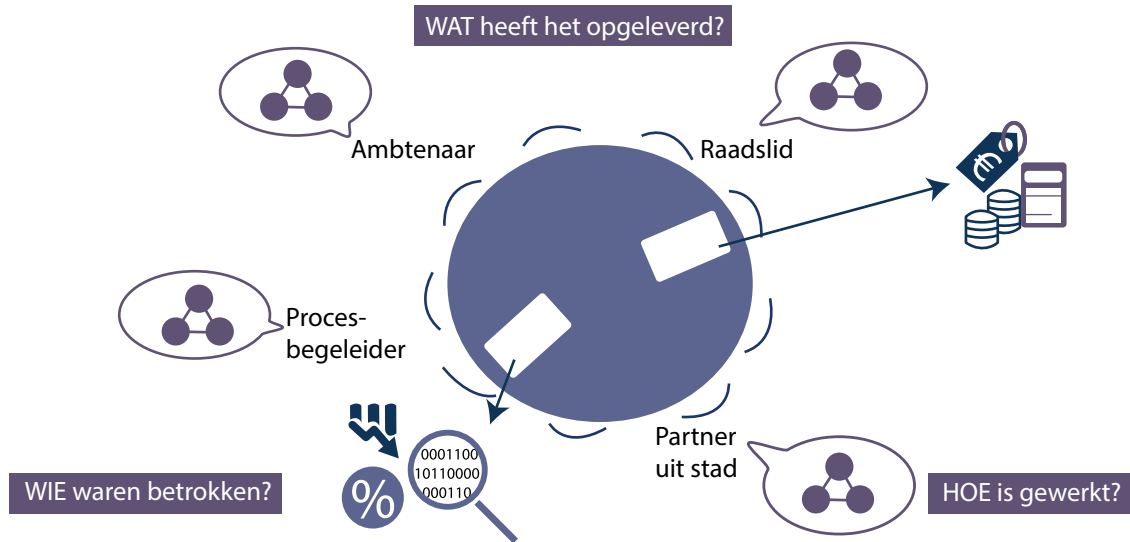 WAT heeft het opgeleverd?
Ambtenaar
Raadslid
€
Proces-
begeleider
Partner
uit stad
0001100
10110000
000110
%
WIE waren betrokken?
HOE is gewerkt?